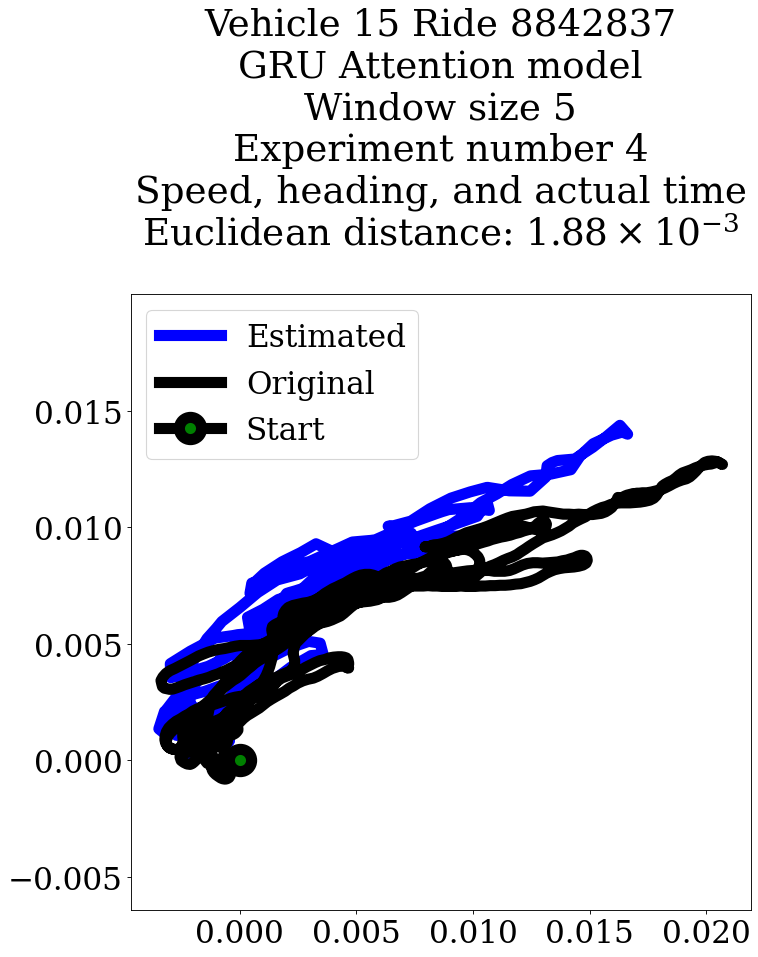 Vehicle 15 Ride 8842837
GRU Attention model
Window size 5
Experiment number 4
Speed, heading, and actual time
Euclidean distance: 1.88 × 10⁻³
Estimated
Original
Start
0.015
0.010
0.005
0.000
−0.005
0.000 0.005 0.010 0.015 0.020